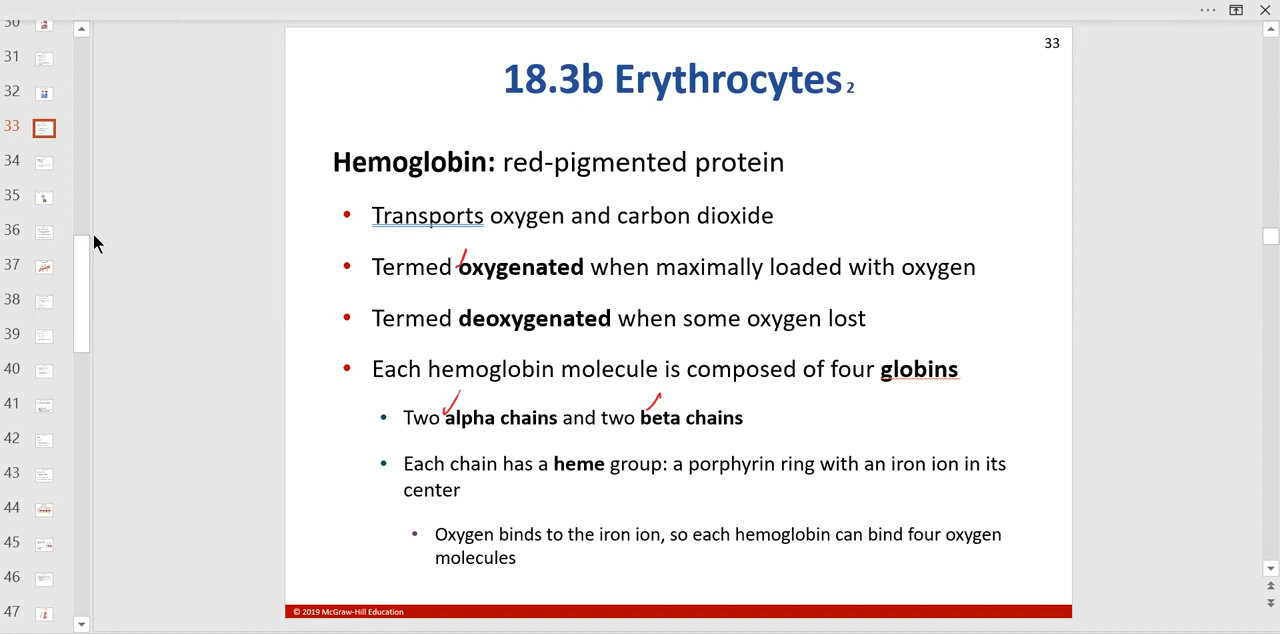 30
31
32
33
34
35
36
37
38
39
40
41
42
43
44
45
46
47
33
18.3b Erythrocytes 2
Hemoglobin: red-pigmented protein
• Transports oxygen and carbon dioxide
• Termed oxygenated when maximally loaded with oxygen
• Termed deoxygenated when some oxygen lost
• Each hemoglobin molecule is composed of four globins
• Two alpha chains and two beta chains
• Each chain has a heme group: a porphyrin ring with an iron ion in its
center
• Oxygen binds to the iron ion, so each hemoglobin can bind four oxygen
molecules
© 2019 McGraw-Hill Education